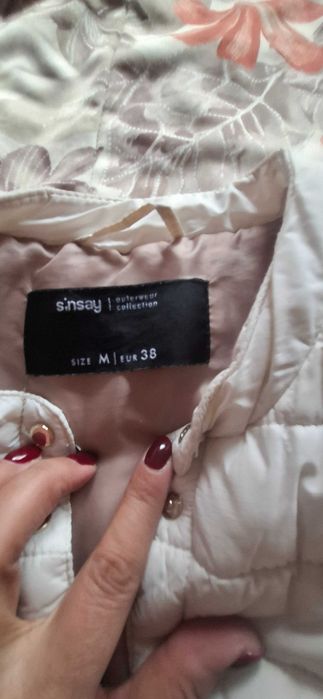 sinsay | outerwear
collection
SIZE M | EUR 38